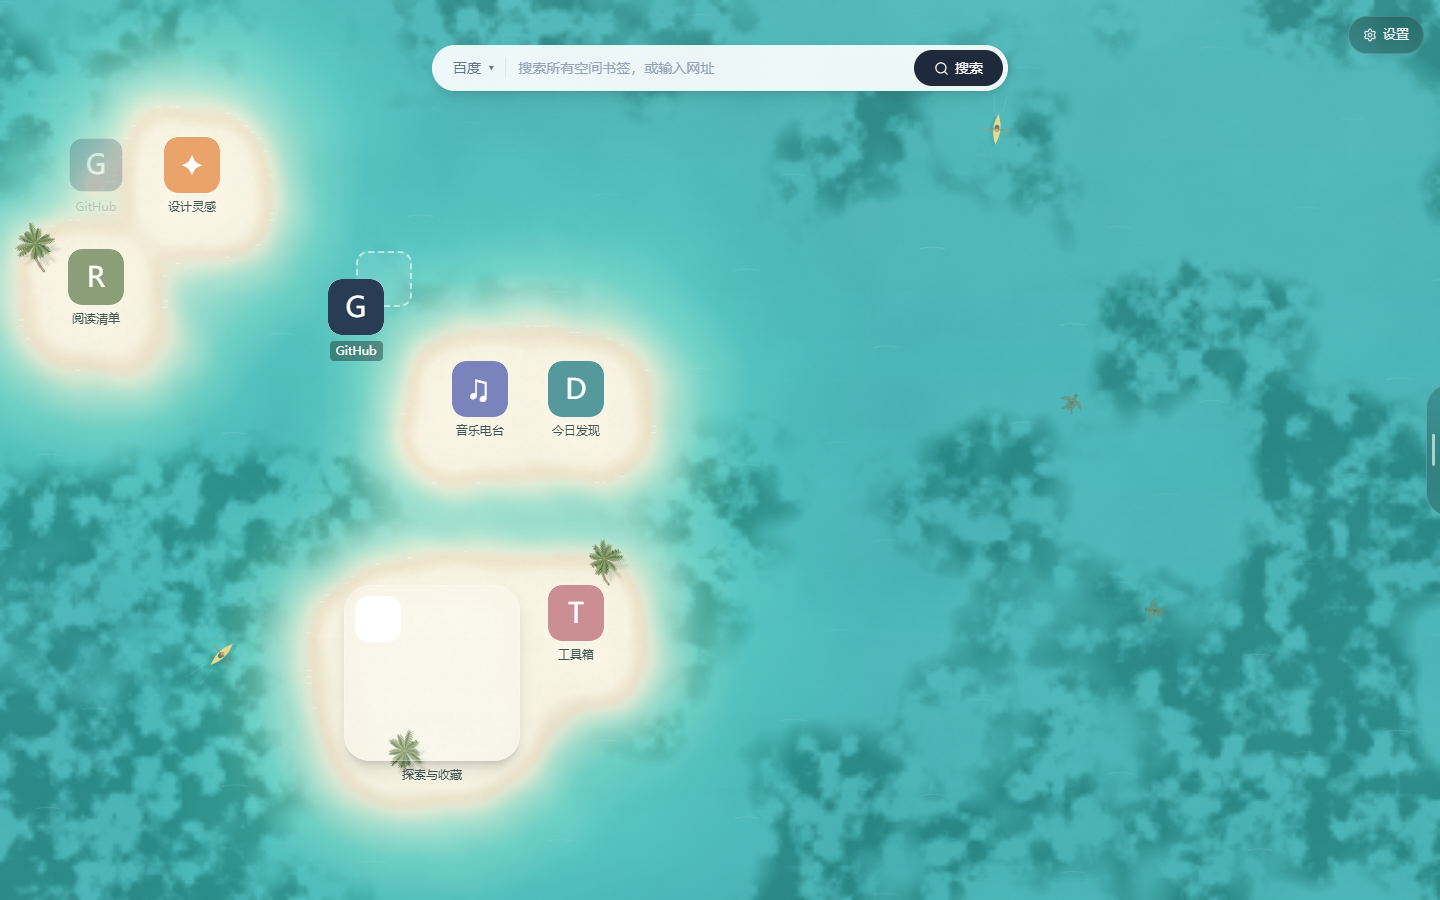 设置
百度
搜索所有空间书签，或输入网址
搜索
G
GitHub
设计灵感
R
阅读清单
G
GitHub
音乐电台
D
今日发现
T
工具箱
探索与收藏